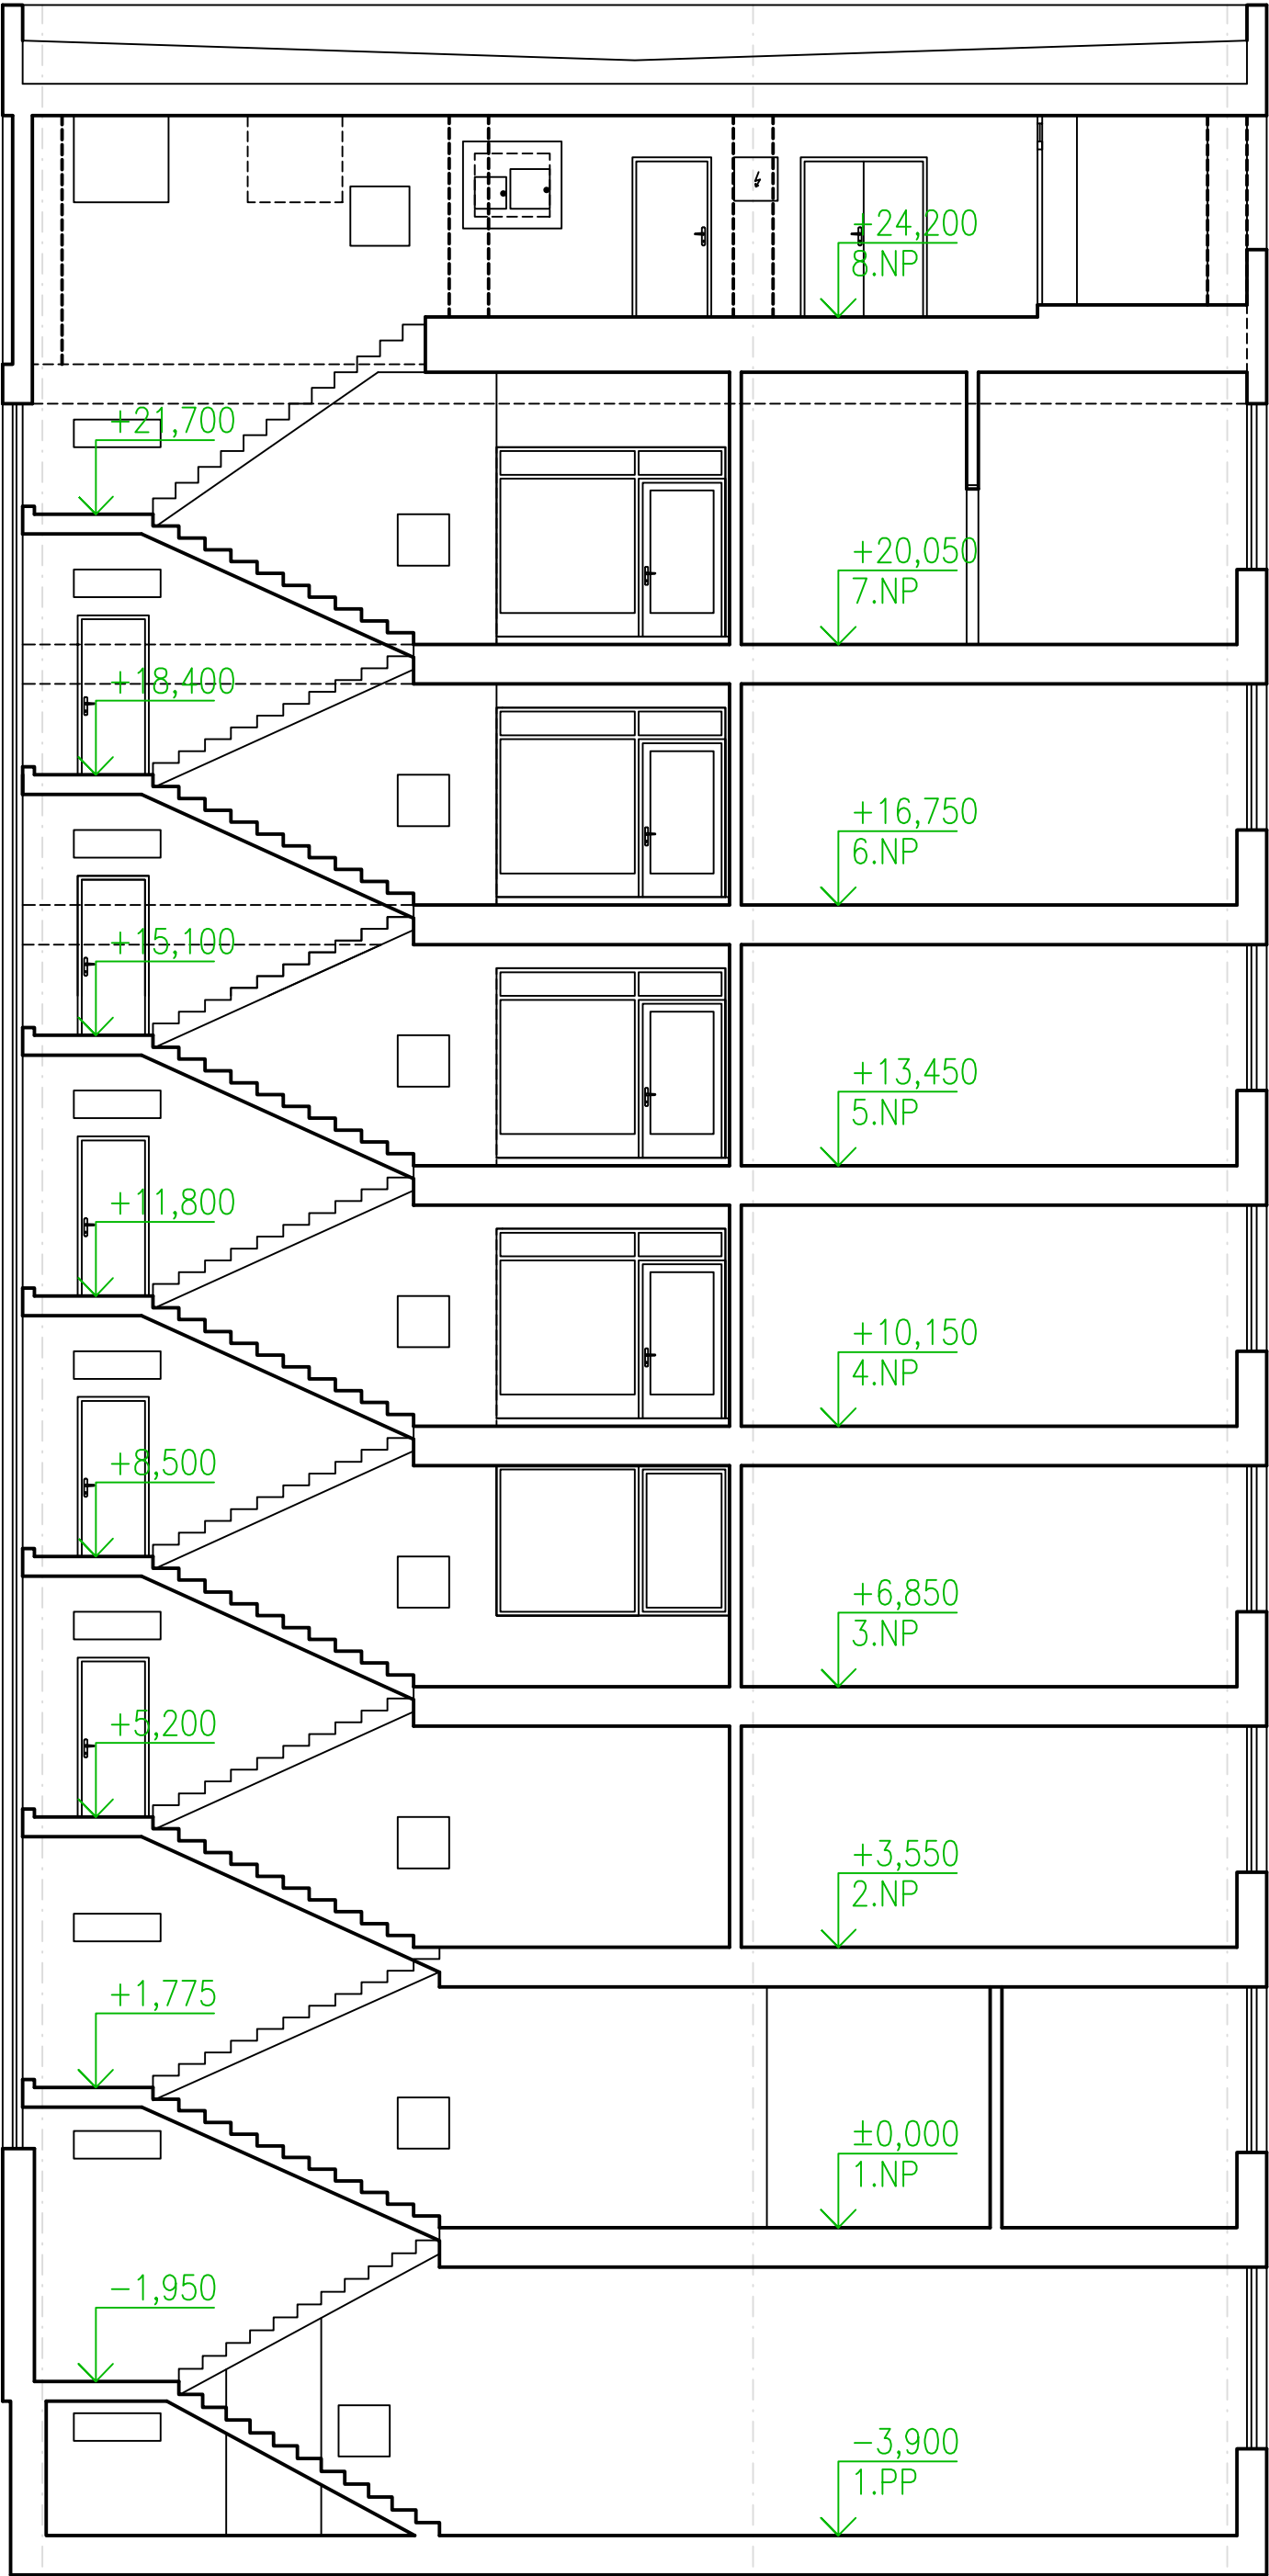 +24,200
8.NP
+21,700
+20,050
7.NP
+18,400
+16,750
6.NP
+15,100
+13,450
5.NP
+11,800
+10,150
4.NP
+8,500
+6,850
3.NP
+5,200
+3,550
2.NP
+1,775
±0,000
1.NP
-1,950
-3,900
1.PP